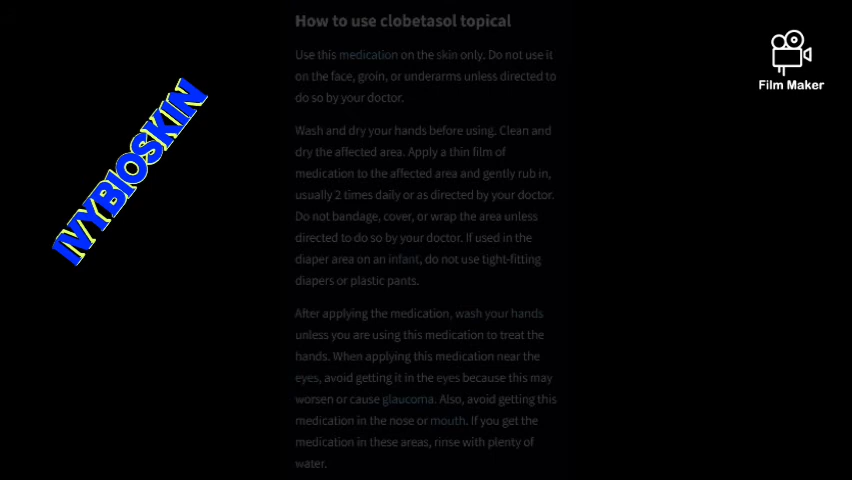 How to use clobetasol topical
Use this medication on the skin only. Do not use it
on the face, groin, or underarms unless directed to
do so by your doctor.
Wash and dry your hands before using. Clean and
dry the affected area. Apply a thin film of
medication to the affected area and gently rub in,
usually 2 times daily or as directed by your doctor.
Do not bandage, cover, or wrap the area unless
directed to do so by your doctor. If used in the
diaper area on an infant, do not use tight-fitting
diapers or plastic pants.
After applying the medication, wash your hands
unless you are using this medication to treat the
hands. When applying this medication near the
eyes, avoid getting it in the eyes because this may
worsen or cause glaucoma. Also, avoid getting this
medication in the nose or mouth. If you get the
medication in these areas, rinse with plenty of
water.
IVYBIOSKIN
Film Maker